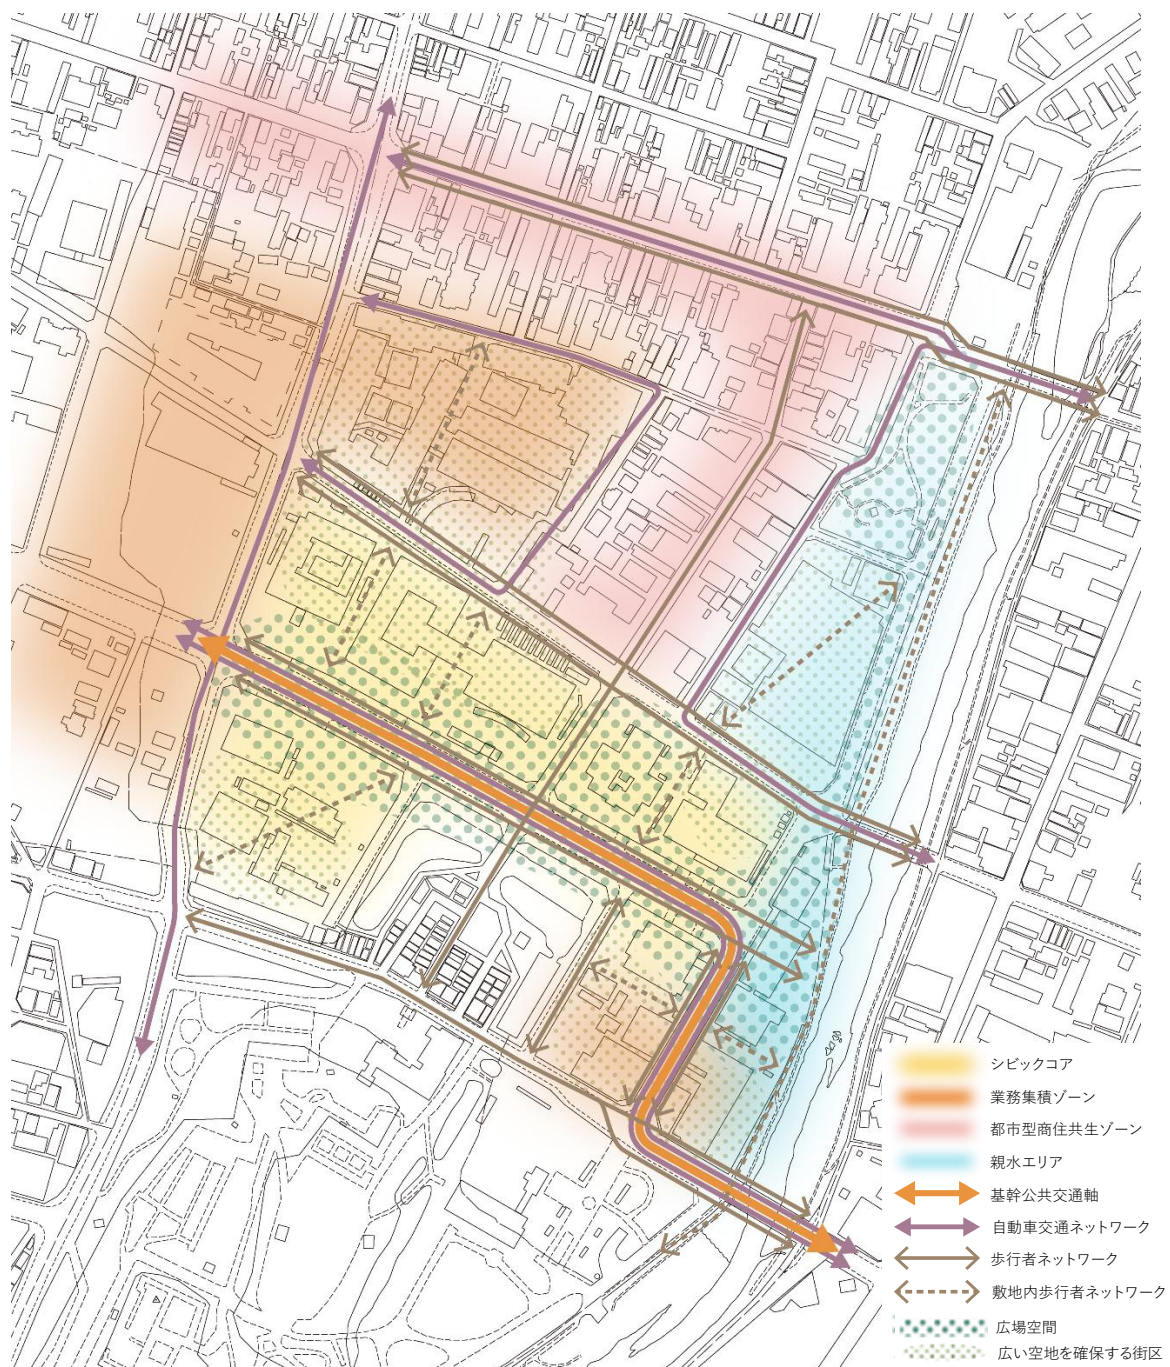 シビックコア
業務集積ゾーン
都市型商住共生ゾーン
親水エリア
基幹公共交通軸
自動車交通ネットワーク
歩行者ネットワーク
敷地内歩行者ネットワーク
広場空間
広い空地を確保する街区